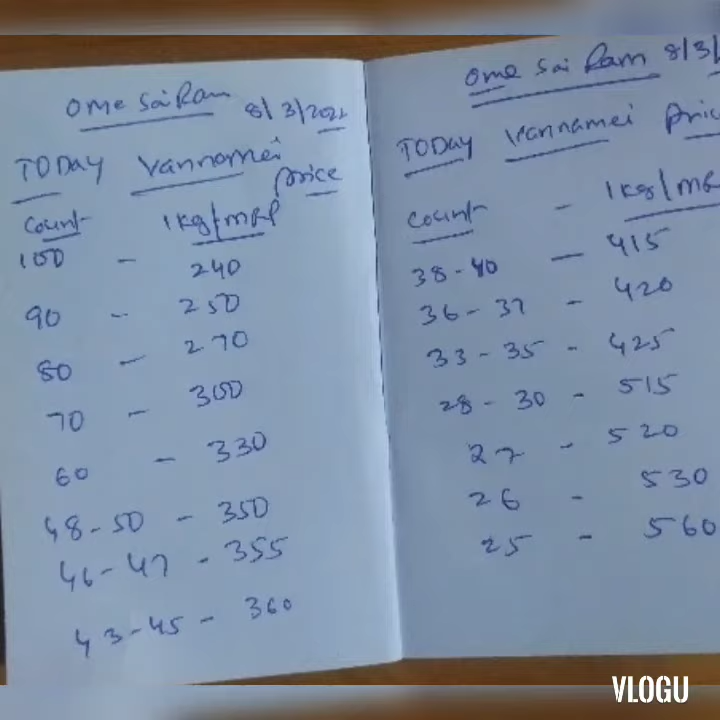 Ome Sai Ram
8/3/2022
TODAY Vannamei
price
Count 1kg/MRP
100 - 240
90 - 250
80 - 270
70 - 300
60 - 330
48-50 - 350
46-47 - 355
43-45 - 360
Ome Sai Ram 8/3/
TODAY Vannamei Price
Count - 1kg/MR
38-40 - 415
36-37 - 420
33-35 - 425
28-30 - 515
27 - 520
26 - 530
25 - 560
VLOGU